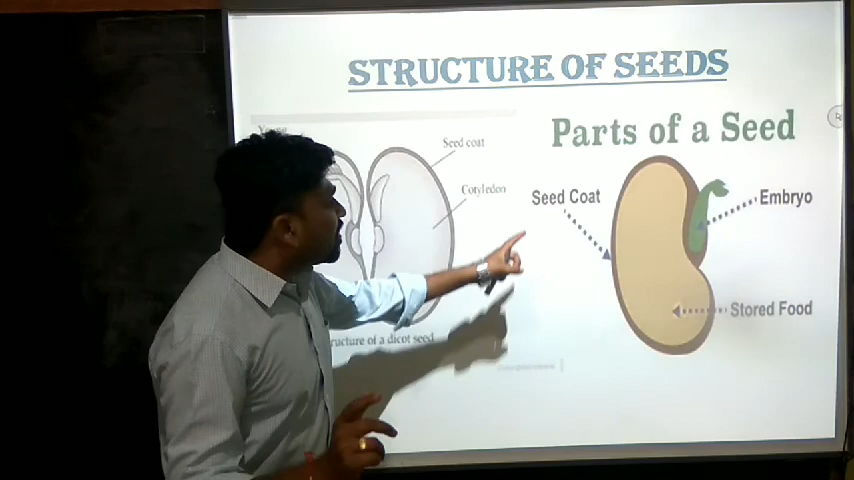 STRUCTURE OF SEEDS
Parts of a Seed
Seed coat
Cotyledon
Seed Coat
Embryo
Stored Food
ructure of a dicot seed